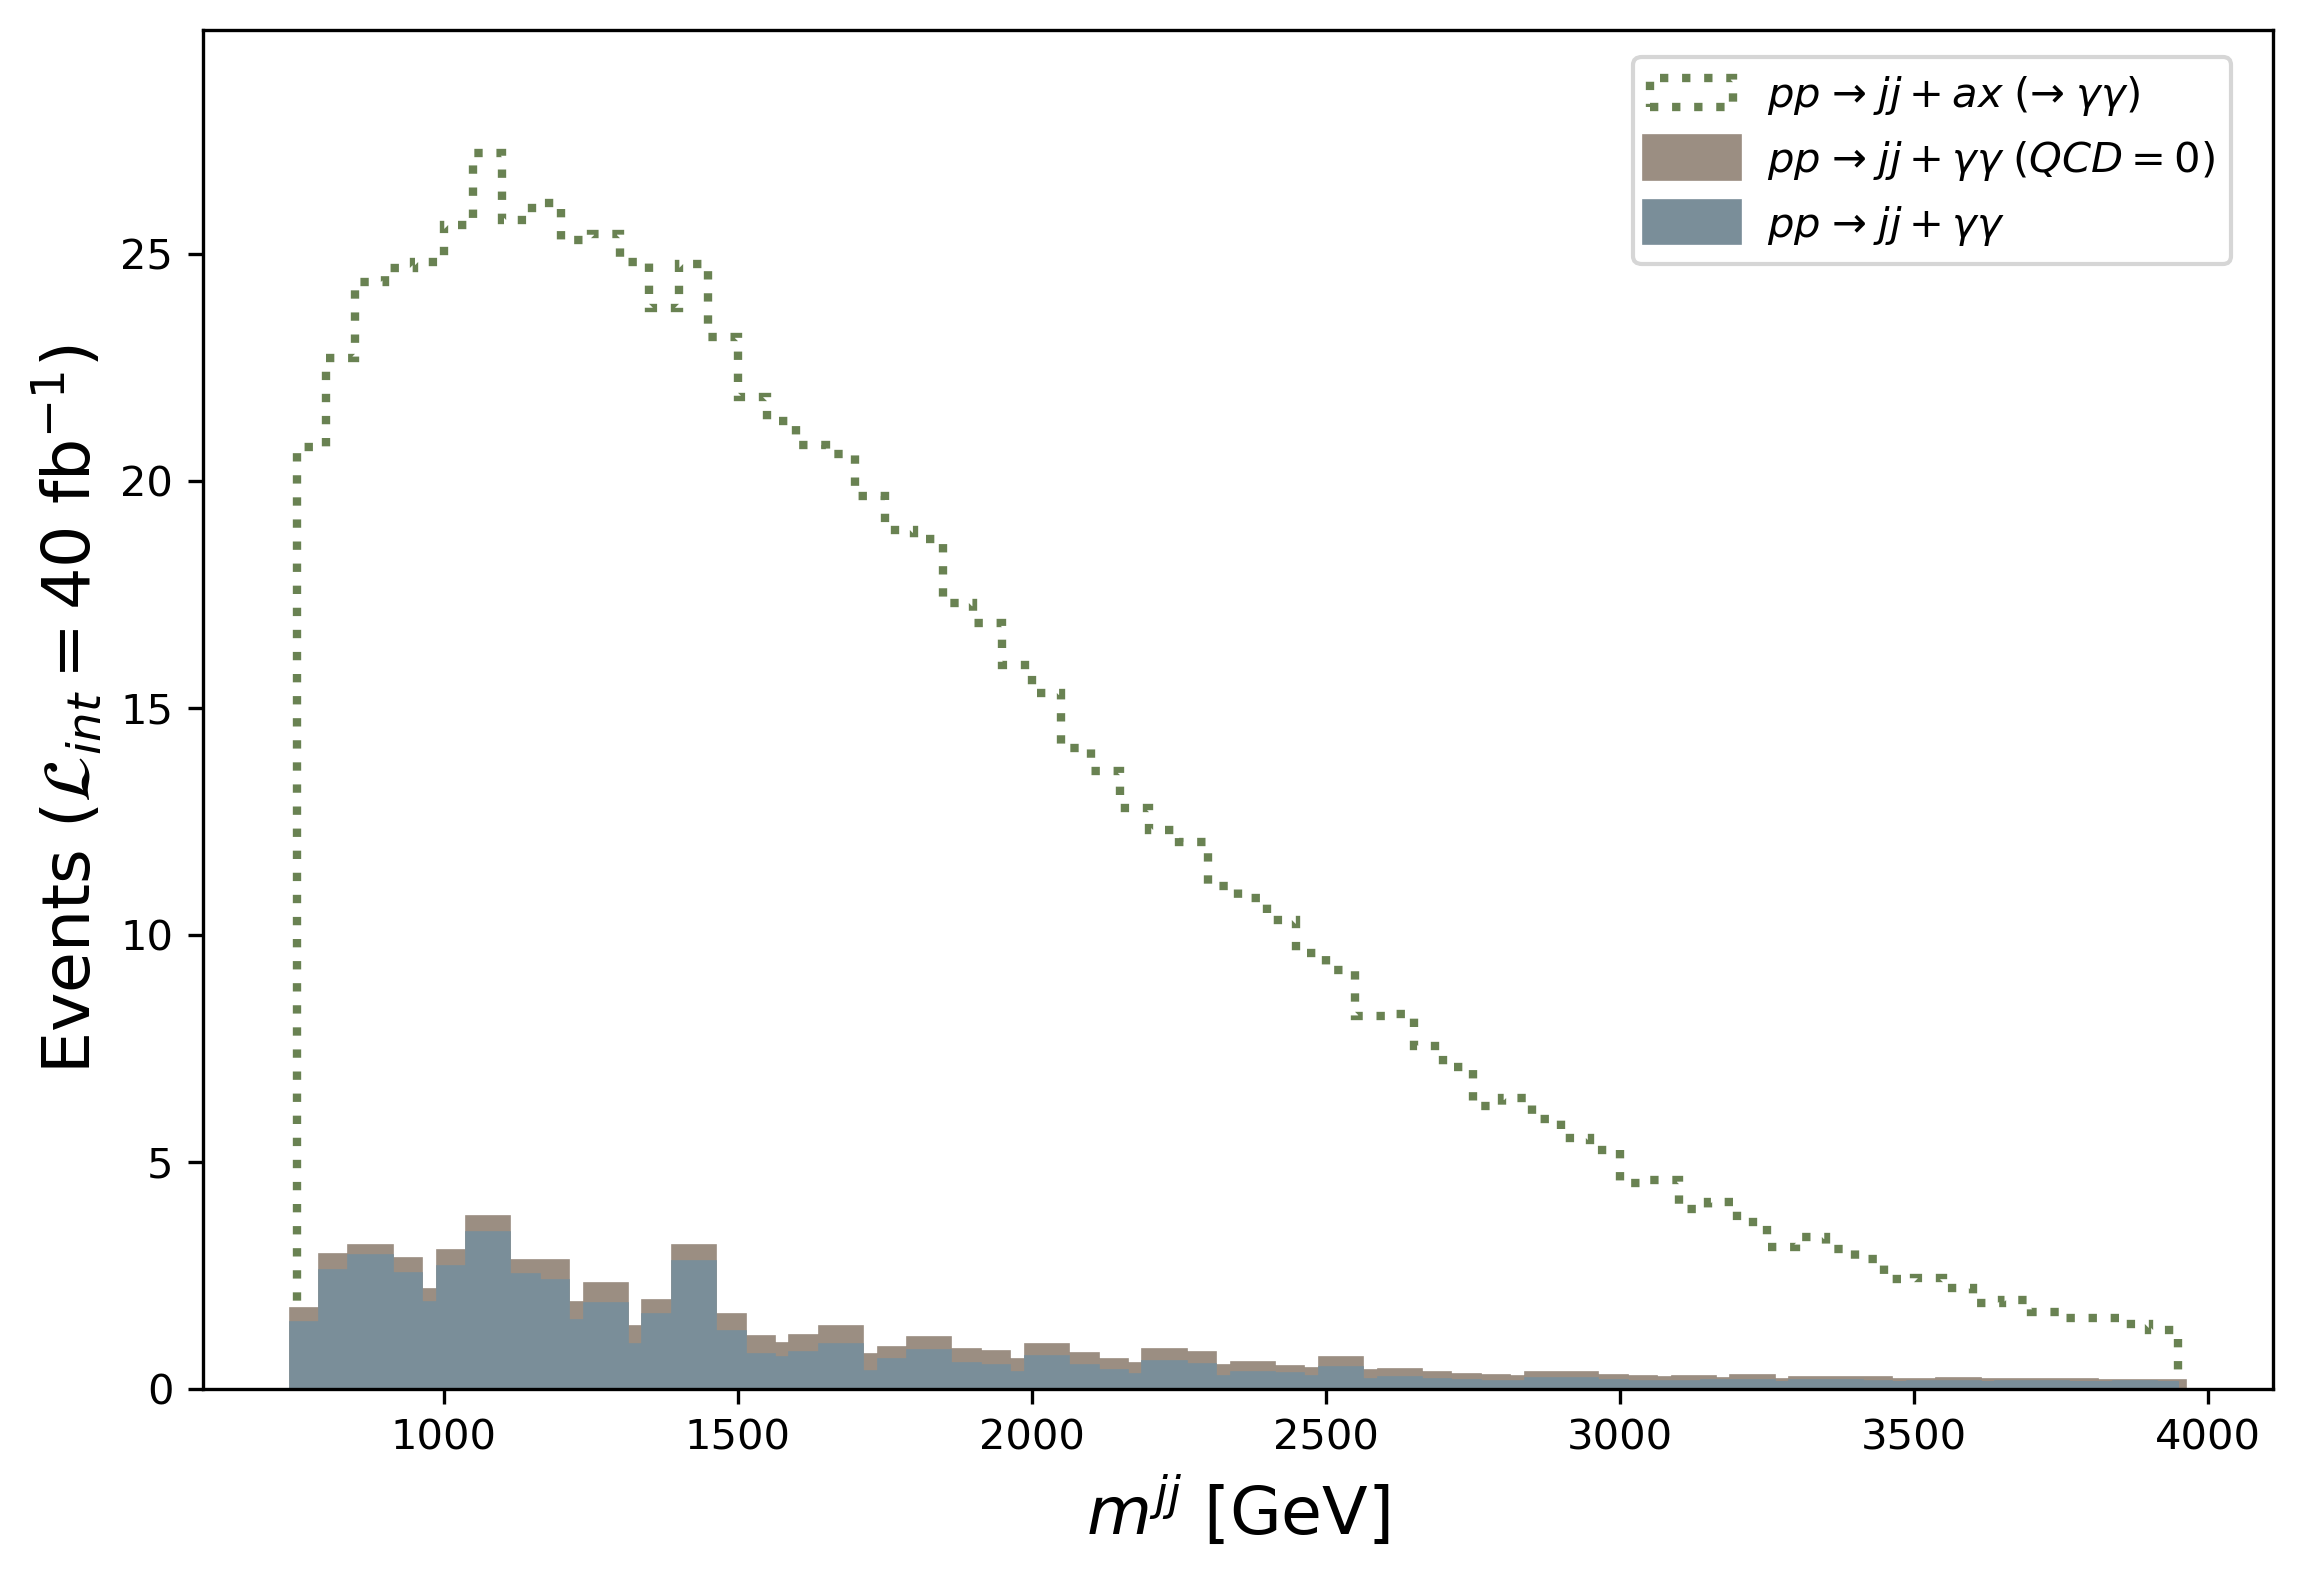 pp → jj + ax (→ γγ)
pp → jj + γγ (QCD = 0)
pp → jj + γγ
Events (ℒ_int = 40 fb⁻¹)
25
20
15
10
5
0
1000 1500 2000 2500 3000 3500 4000
m^jj [GeV]